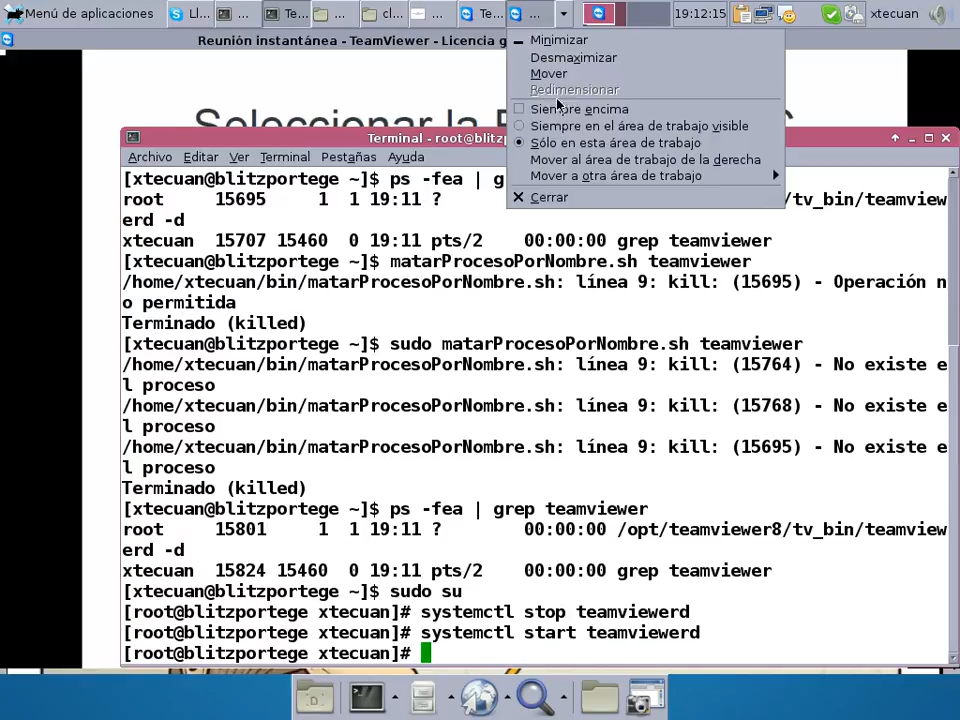 Menú de aplicaciones
Ll...
...
Te...
...
cl...
...
Te...
...
19:12:15
xtecuan
Reunión instantánea - TeamViewer - Licencia g
Minimizar
Desmaximizar
Mover
Redimensionar
Siempre encima
Siempre en el área de trabajo visible
Sólo en esta área de trabajo
Mover al área de trabajo de la derecha
Mover a otra área de trabajo
Cerrar
Seleccionar la
Terminal - root@blitzp
Archivo Editar Ver Terminal Pestañas Ayuda
[xtecuan@blitzportege ~]$ ps -fea | g
root     15695     1  1 19:11 ?        /tv_bin/teamview
erd -d
xtecuan  15707 15460  0 19:11 pts/2    00:00:00 grep teamviewer
[xtecuan@blitzportege ~]$ matarProcesoPorNombre.sh teamviewer
/home/xtecuan/bin/matarProcesoPorNombre.sh: línea 9: kill: (15695) - Operación n
o permitida
Terminado (killed)
[xtecuan@blitzportege ~]$ sudo matarProcesoPorNombre.sh teamviewer
/home/xtecuan/bin/matarProcesoPorNombre.sh: línea 9: kill: (15764) - No existe e
l proceso
/home/xtecuan/bin/matarProcesoPorNombre.sh: línea 9: kill: (15768) - No existe e
l proceso
/home/xtecuan/bin/matarProcesoPorNombre.sh: línea 9: kill: (15695) - No existe e
l proceso
Terminado (killed)
[xtecuan@blitzportege ~]$ ps -fea | grep teamviewer
root     15801     1  1 19:11 ?        00:00:00 /opt/teamviewer8/tv_bin/teamview
erd -d
xtecuan  15824 15460  0 19:11 pts/2    00:00:00 grep teamviewer
[xtecuan@blitzportege ~]$ sudo su
[root@blitzportege xtecuan]# systemctl stop teamviewerd
[root@blitzportege xtecuan]# systemctl start teamviewerd
[root@blitzportege xtecuan]#